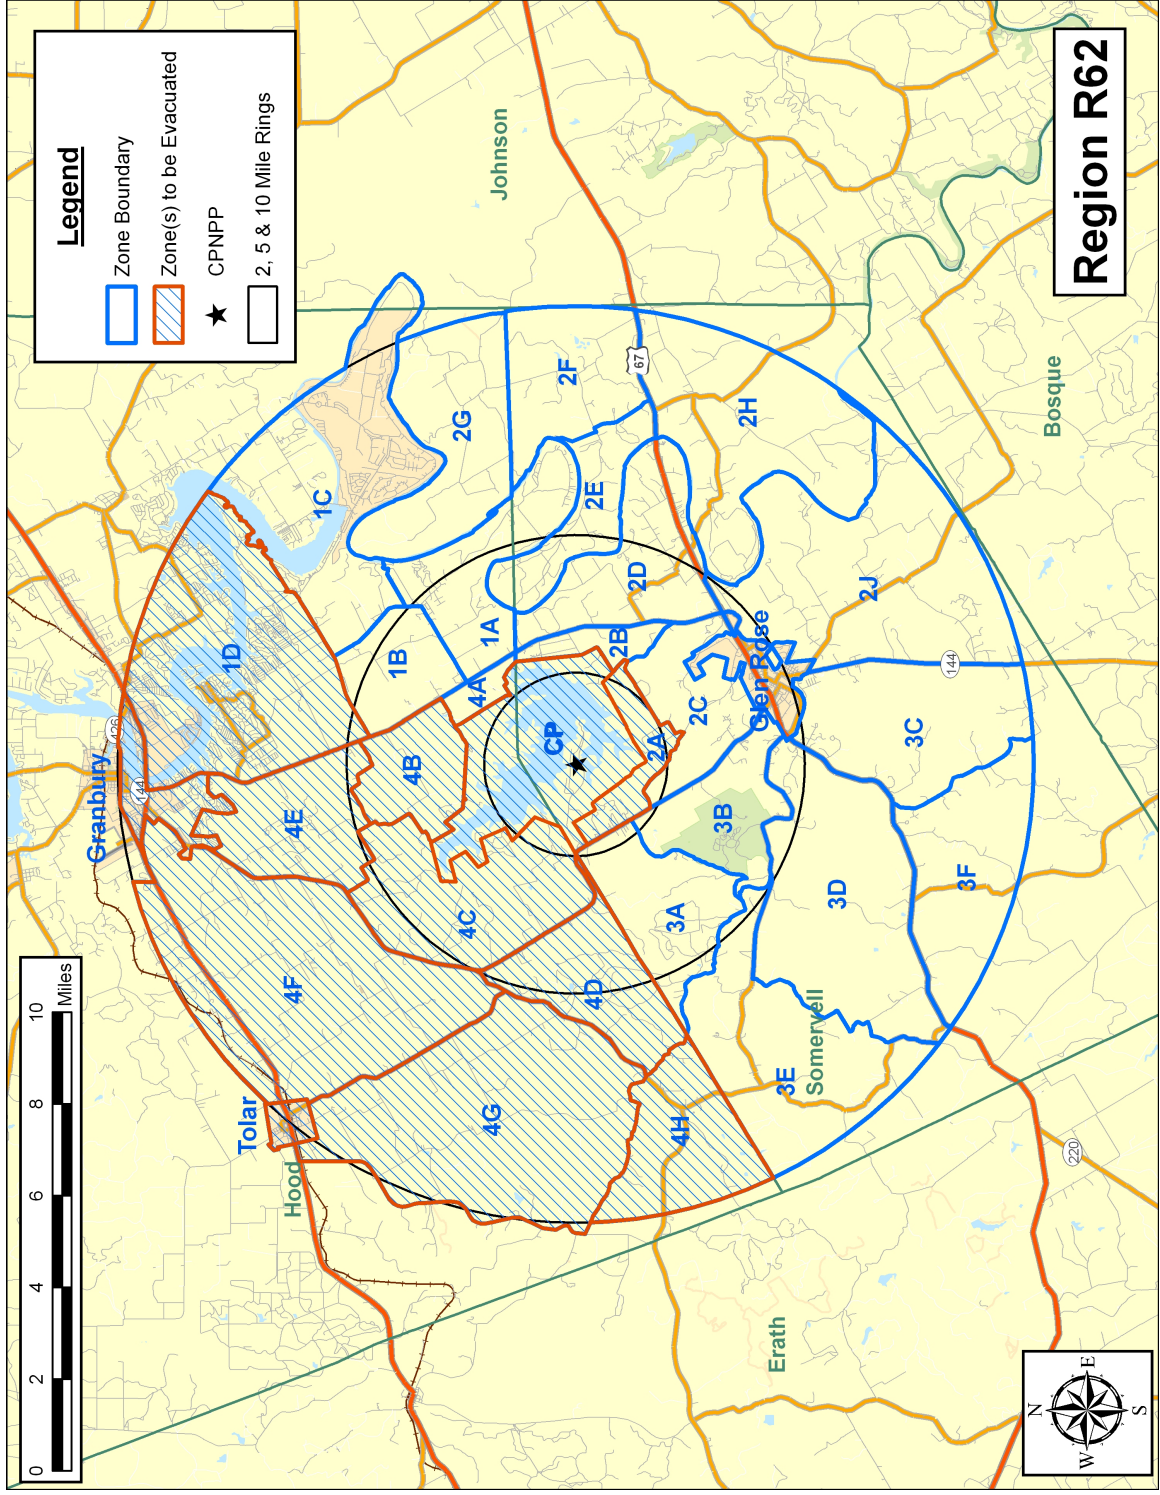 Legend
Zone Boundary
Zone(s) to be Evacuated
CPNPP
2, 5 & 10 Mile Rings
Region R62
0 2 4 6 8 10
Miles
N
W E
S
Granbury
Tolar
Glen Rose
Hood
Johnson
Somervell
Bosque
Erath
CP
1A
1B
1C
1D
2A
2B
2C
2D
2E
2F
2G
2H
2J
3A
3B
3C
3D
3E
3F
4A
4B
4C
4D
4E
4F
4G
4H
426
144
67
144
220